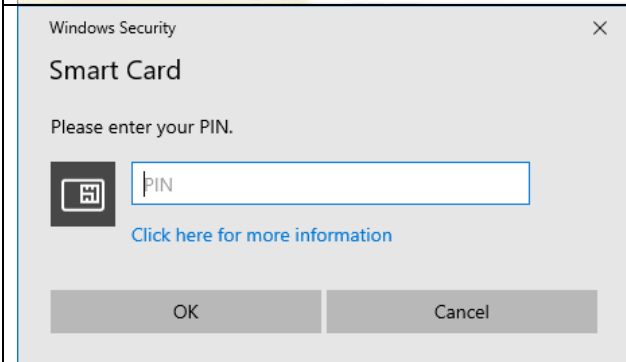 Windows Security
Smart Card
Please enter your PIN.
PIN
Click here for more information
OK
Cancel